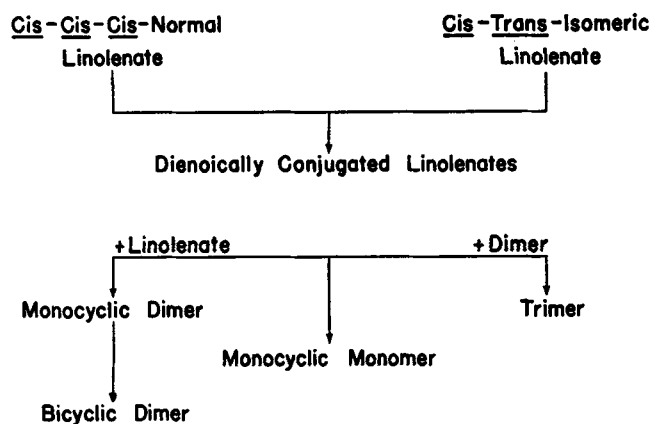 Cis-Cis-Cis-Normal
Linolenate
Cis-Trans-Isomeric
Linolenate
Dienoically Conjugated Linolenates
+Linolenate
+Dimer
Monocyclic Dimer
Trimer
Monocyclic Monomer
Bicyclic Dimer